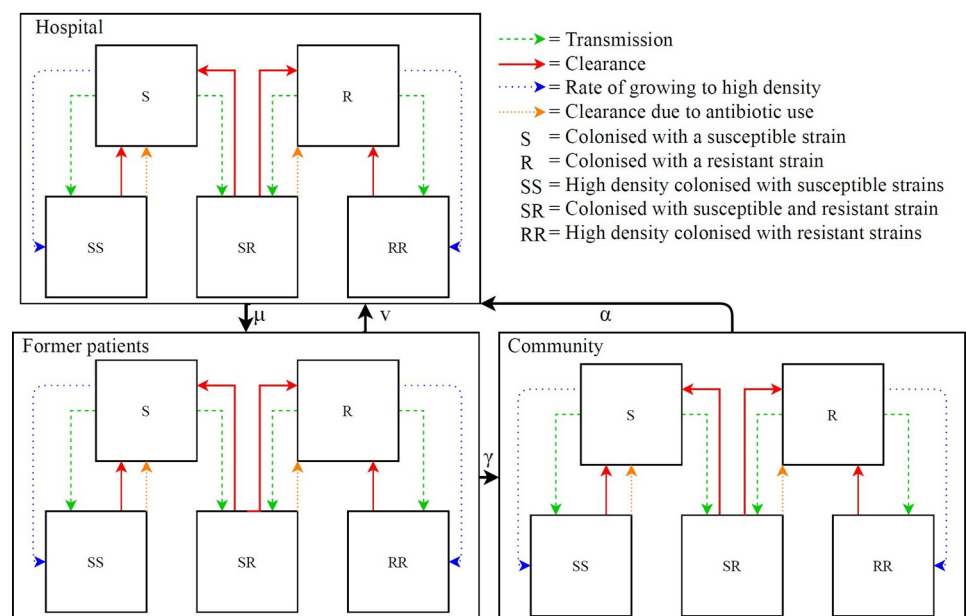 Hospital
S
R
SS
SR
RR
= Transmission
= Clearance
= Rate of growing to high density
= Clearance due to antibiotic use
S = Colonised with a susceptible strain
R = Colonised with a resistant strain
SS = High density colonised with susceptible strains
SR = Colonised with susceptible and resistant strain
RR = High density colonised with resistant strains
μ
v
α
Former patients
S
R
SS
SR
RR
γ
Community
S
R
SS
SR
RR